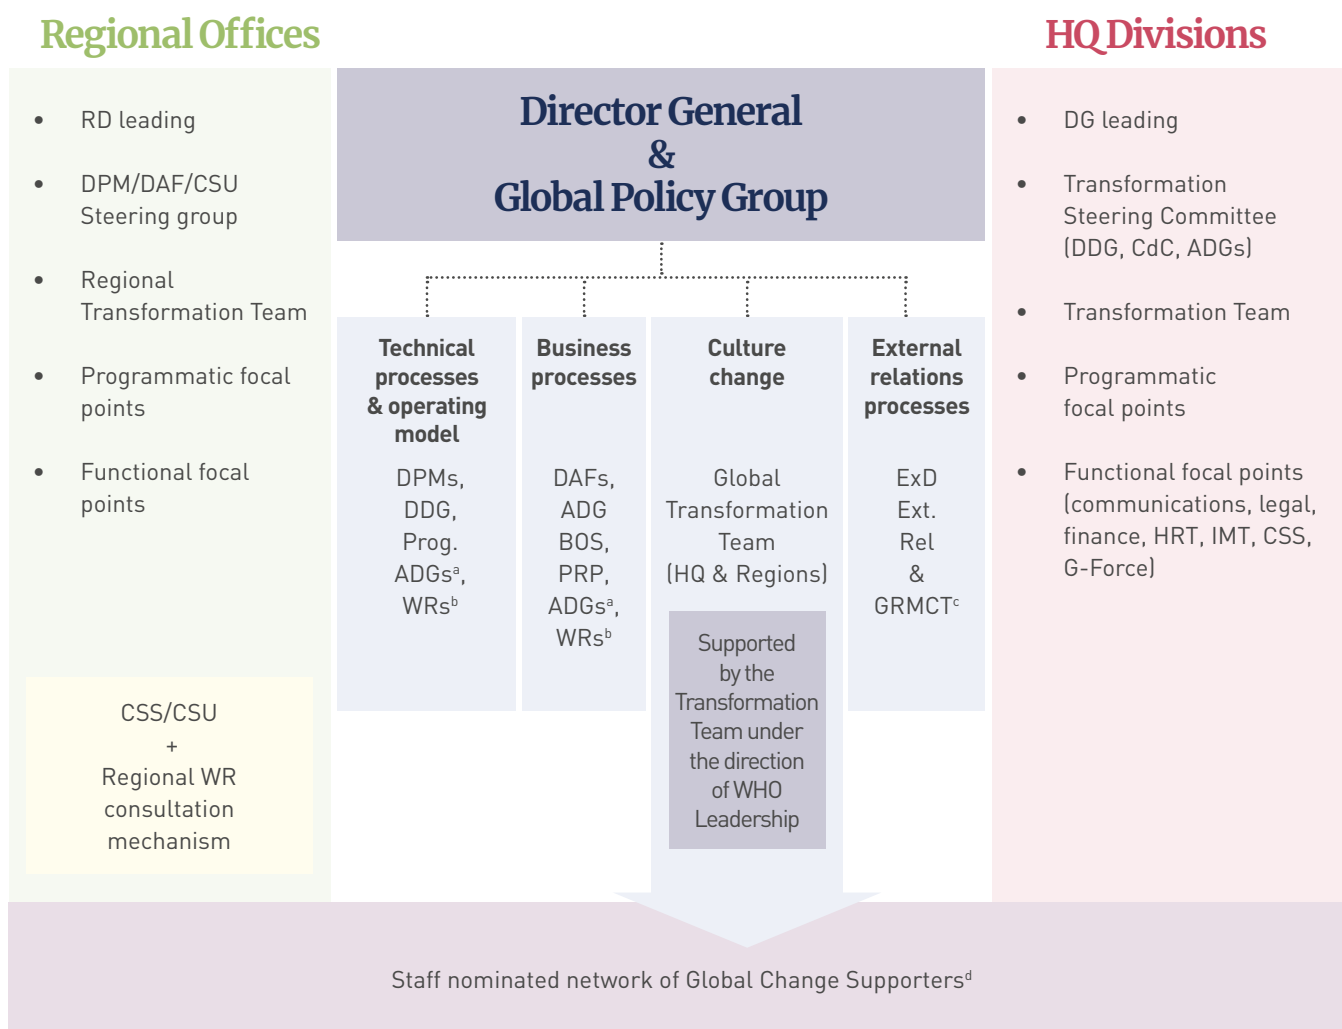 Regional Offices
• RD leading
• DPM/DAF/CSU
Steering group
• Regional
Transformation Team
• Programmatic focal
points
• Functional focal
points
CSS/CSU
+
Regional WR
consultation
mechanism
Director General
&
Global Policy Group
Technical
processes
& operating
model
DPMs,
DDG,
Prog.
ADGsᵃ,
WRsᵇ
Business
processes
DAFs,
ADG
BOS,
PRP,
ADGsᵃ,
WRsᵇ
Culture
change
Global
Transformation
Team
(HQ & Regions)
Supported
by the
Transformation
Team under
the direction
of WHO
Leadership
External
relations
processes
ExD
Ext.
Rel
&
GRMCTᶜ
HQ Divisions
• DG leading
• Transformation
Steering Committee
(DDG, CdC, ADGs)
• Transformation Team
• Programmatic
focal points
• Functional focal points
(communications, legal,
finance, HRT, IMT, CSS,
G-Force)
Staff nominated network of Global Change Supportersᵈ